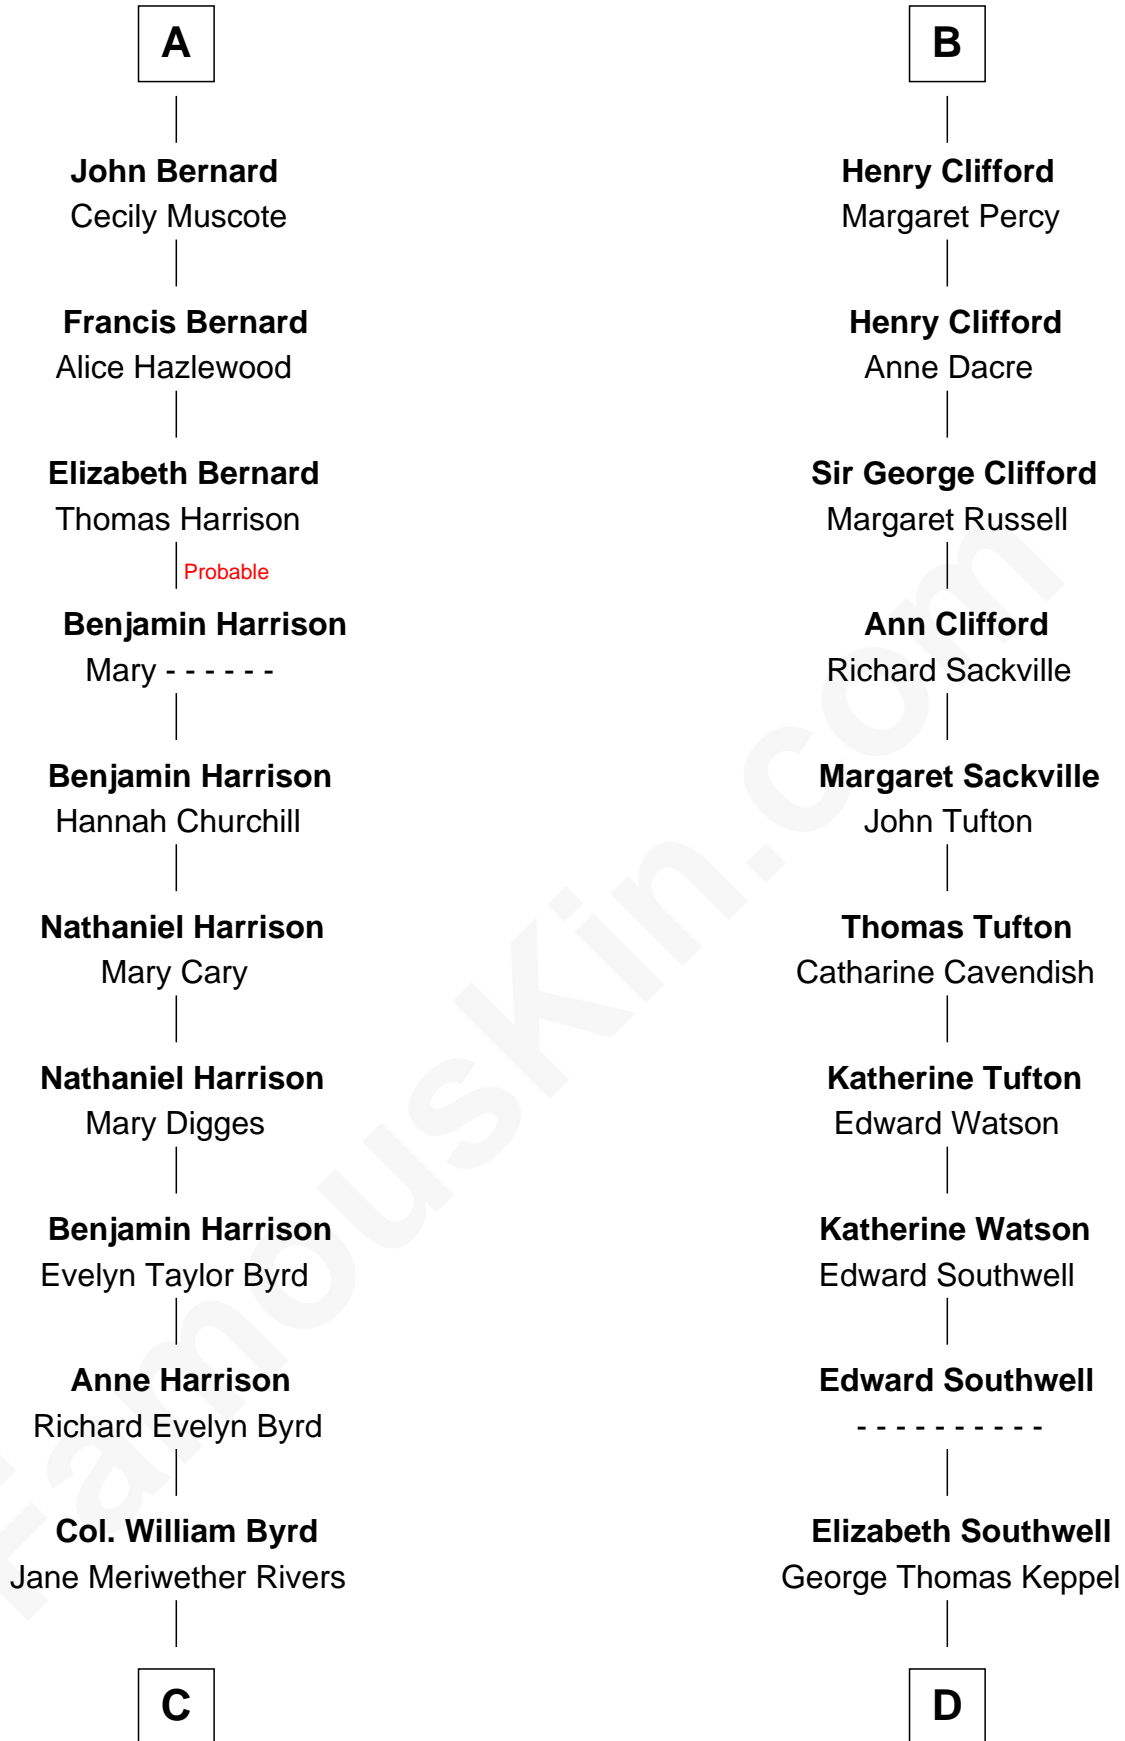 A
John Bernard
Cecily Muscote
Francis Bernard
Alice Hazlewood
Elizabeth Bernard
Thomas Harrison
Probable
Benjamin Harrison
Mary - - - - - -
Benjamin Harrison
Hannah Churchill
Nathaniel Harrison
Mary Cary
Nathaniel Harrison
Mary Digges
Benjamin Harrison
Evelyn Taylor Byrd
Anne Harrison
Richard Evelyn Byrd
Col. William Byrd
Jane Meriwether Rivers
C
B
Henry Clifford
Margaret Percy
Henry Clifford
Anne Dacre
Sir George Clifford
Margaret Russell
Ann Clifford
Richard Sackville
Margaret Sackville
John Tufton
Thomas Tufton
Catharine Cavendish
Katherine Tufton
Edward Watson
Katherine Watson
Edward Southwell
Edward Southwell
- - - - - - - - - -
Elizabeth Southwell
George Thomas Keppel
D
FamousKin.com